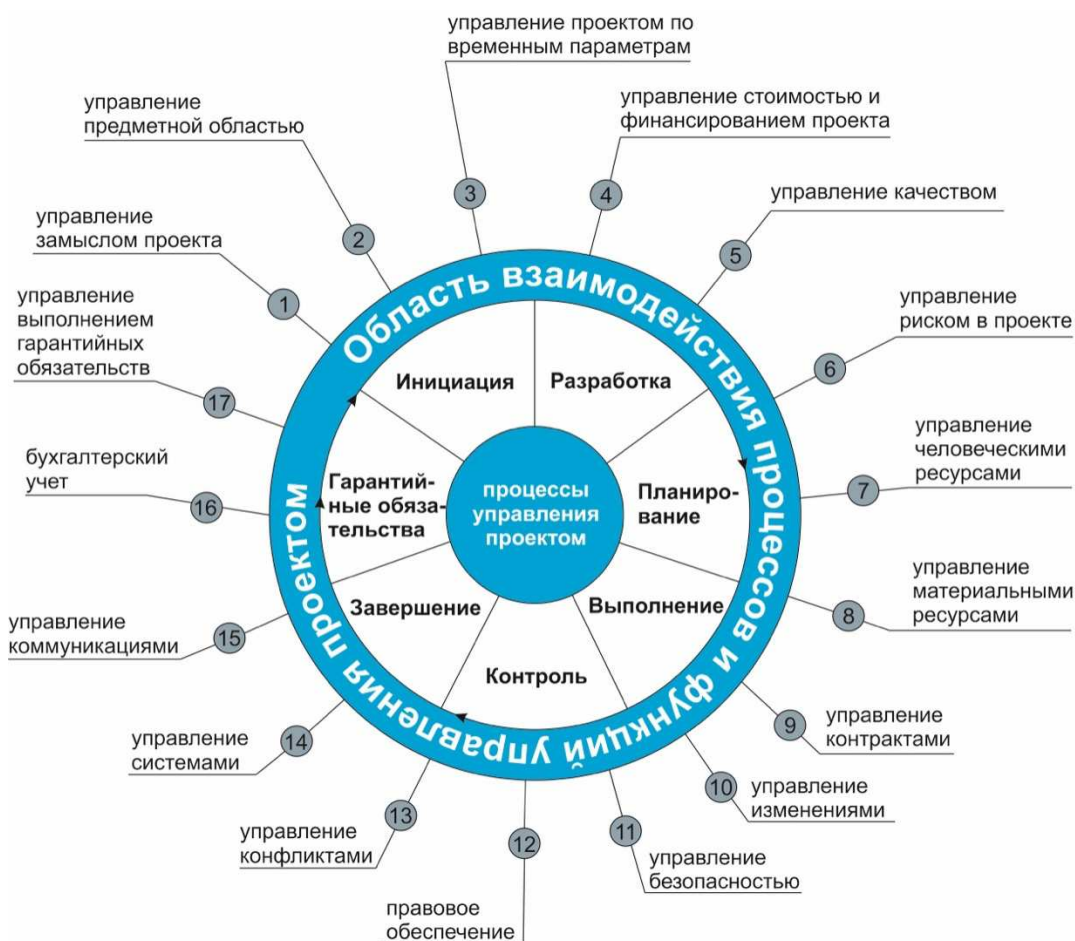 управление проектом по
временным параметрам
3
управление стоимостью и
финансированием проекта
4
управление
предметной областью
2
управление качеством
5
управление
замыслом проекта
1
управление
риском в проекте
6
управление
выполнением
гарантийных
обязательств
17
управление
человеческими
ресурсами
7
бухгалтерский
учет
16
управление
материальными
ресурсами
8
управление
коммуникациями
15
управление
контрактами
9
управление
системами
14
управление
изменениями
10
управление
конфликтами
13
управление
безопасностью
11
правовое
обеспечение
12
Область взаимодействия процессов и функций управления проектом
Инициация
Разработка
Планиро-
вание
Выполнение
Контроль
Завершение
Гарантий-
ные обяза-
тельства
процессы
управления
проектом